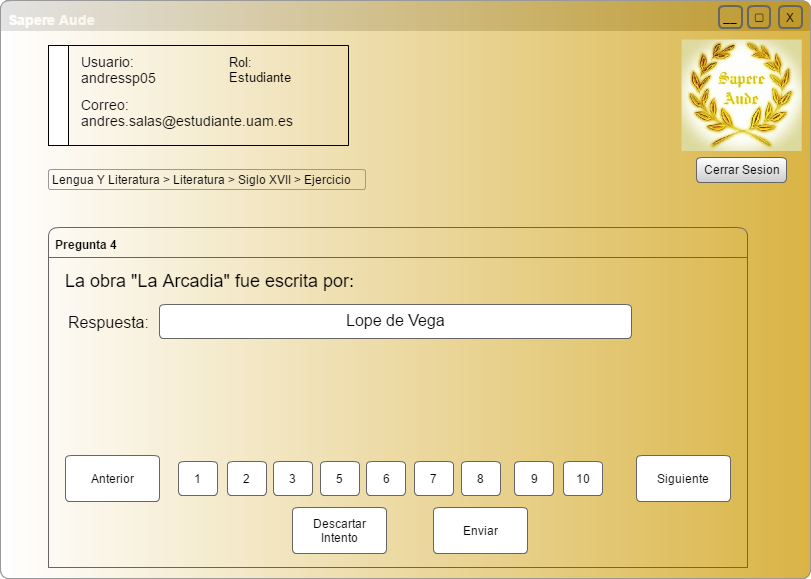 Sapere Aude
__ □ X
Usuario:
andressp05
Rol:
Estudiante
Correo:
andres.salas@estudiante.uam.es
Sapere
Aude
Cerrar Sesion
Lengua Y Literatura > Literatura > Siglo XVII > Ejercicio
Pregunta 4
La obra "La Arcadia" fue escrita por:
Respuesta: Lope de Vega
Anterior 1 2 3 5 6 7 8 9 10 Siguiente
Descartar
Intento
Enviar